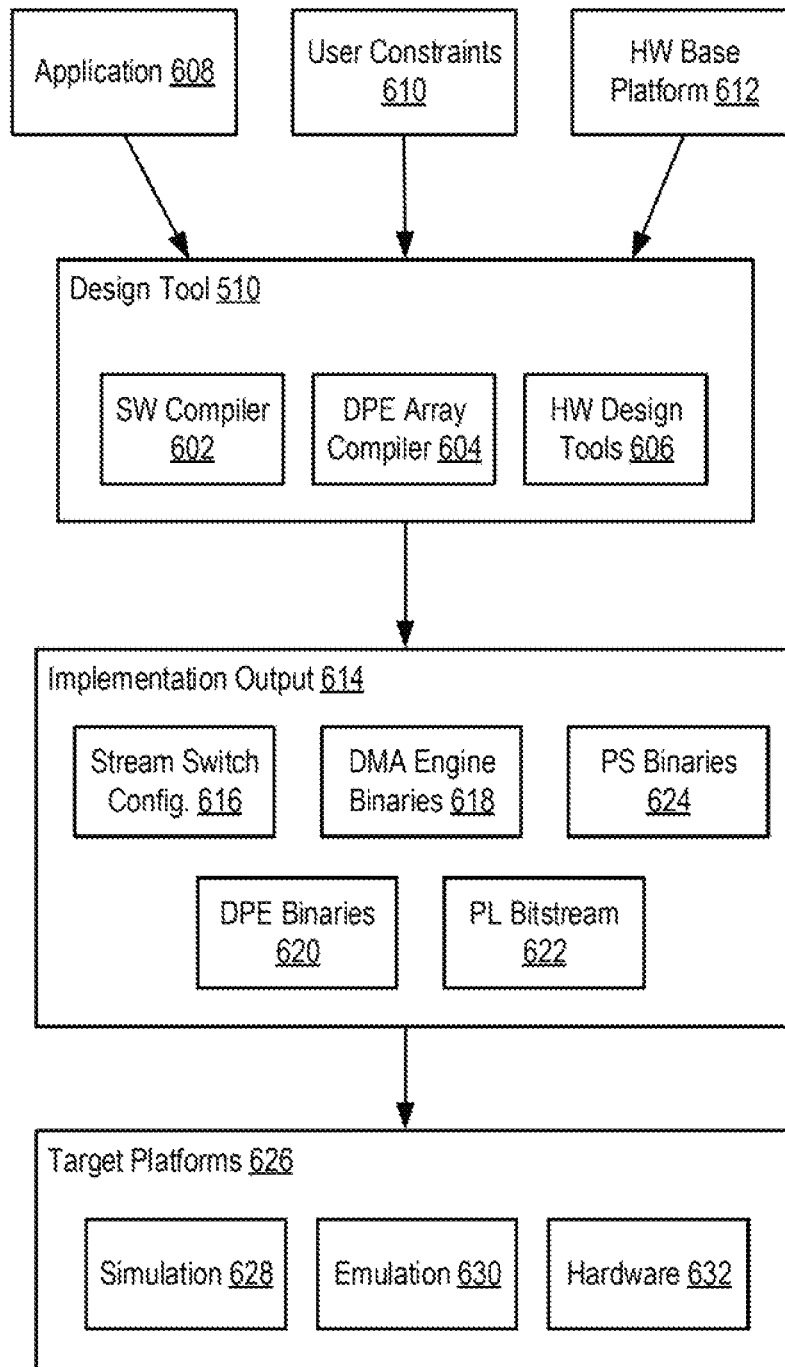 Application 608
User Constraints
610
HW Base
Platform 612
Design Tool 510
SW Compiler
602
DPE Array
Compiler 604
HW Design
Tools 606
Implementation Output 614
Stream Switch
Config. 616
DMA Engine
Binaries 618
PS Binaries
624
DPE Binaries
620
PL Bitstream
622
Target Platforms 626
Simulation 628
Emulation 630
Hardware 632